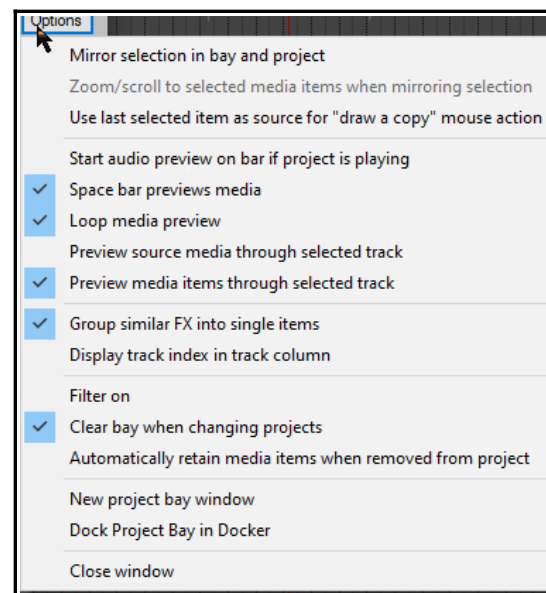 Options
Mirror selection in bay and project
Zoom/scroll to selected media items when mirroring selection
Use last selected item as source for "draw a copy" mouse action
Start audio preview on bar if project is playing
Space bar previews media
Loop media preview
Preview source media through selected track
Preview media items through selected track
Group similar FX into single items
Display track index in track column
Filter on
Clear bay when changing projects
Automatically retain media items when removed from project
New project bay window
Dock Project Bay in Docker
Close window